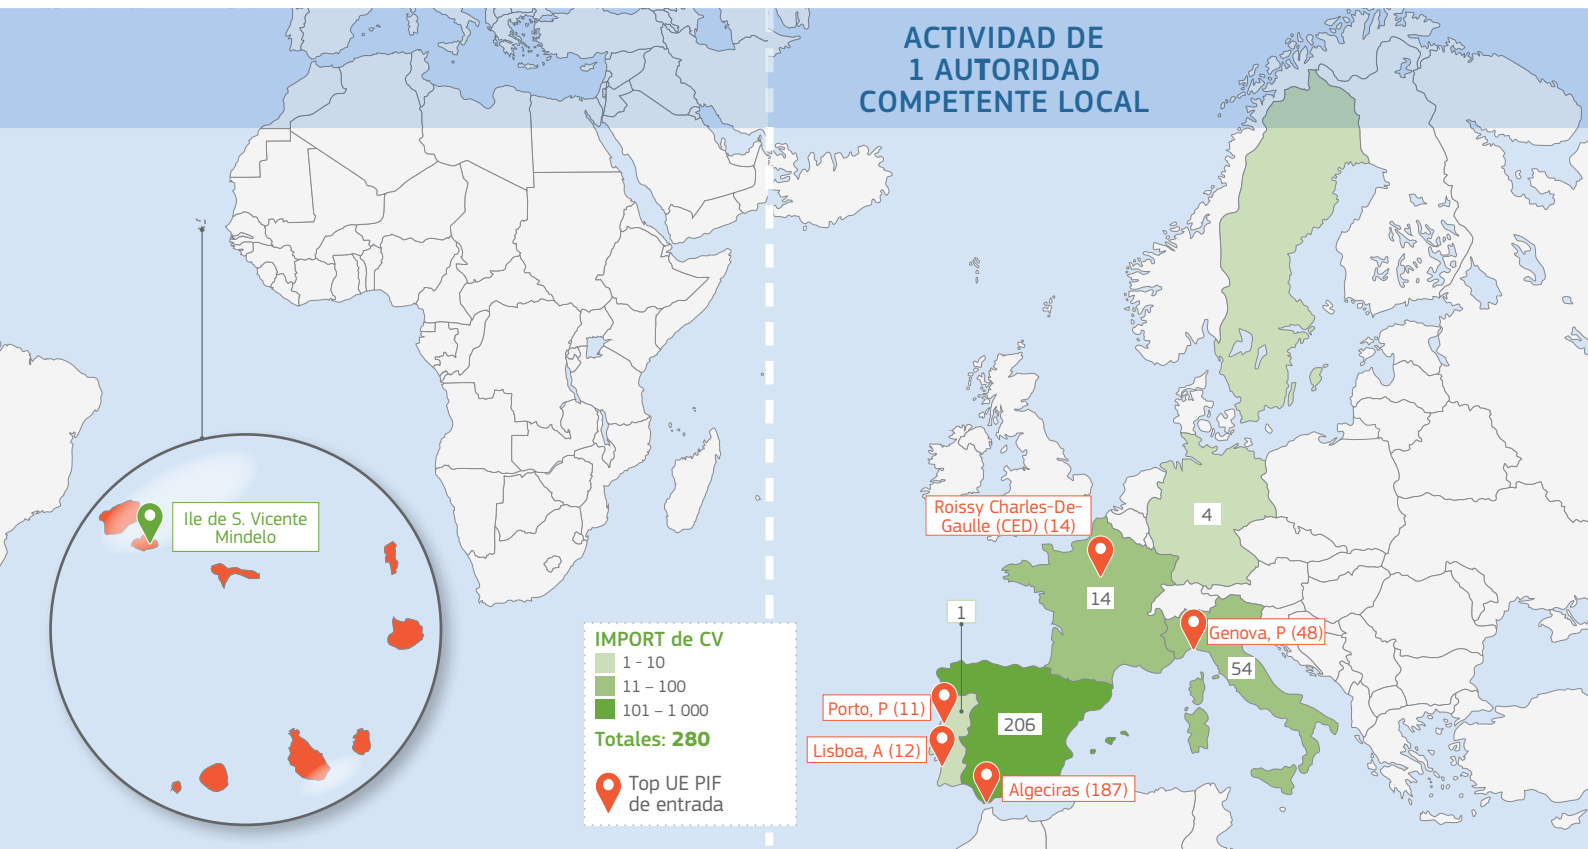 ACTIVIDAD DE
1 AUTORIDAD
COMPETENTE LOCAL
Ile de S. Vicente
Mindelo
IMPORT de CV
1 - 10
11 – 100
101 – 1 000
Totales: 280
Top UE PIF
de entrada
Roissy Charles-De-
Gaulle (CED) (14)
4
14
1
Genova, P (48)
54
Porto, P (11)
206
Lisboa, A (12)
Algeciras (187)